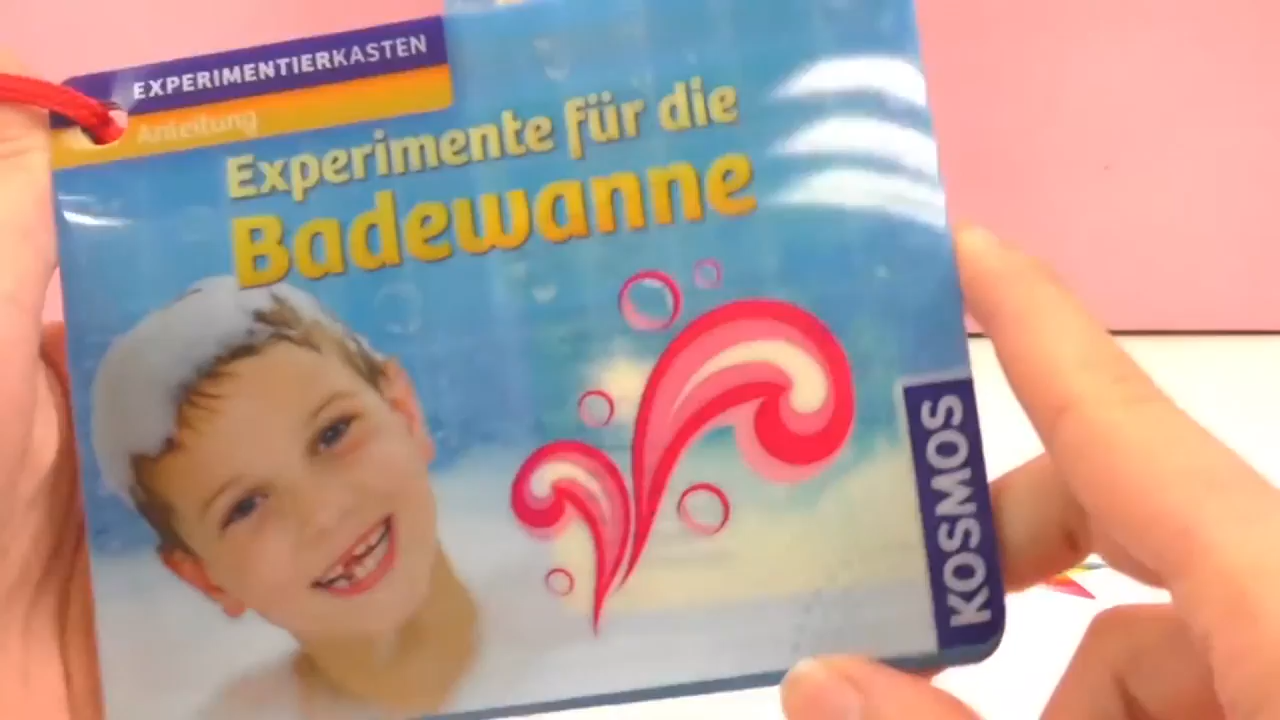 EXPERIMENTIERKASTEN
Anleitung
Experimente für die
Badewanne
KOSMOS